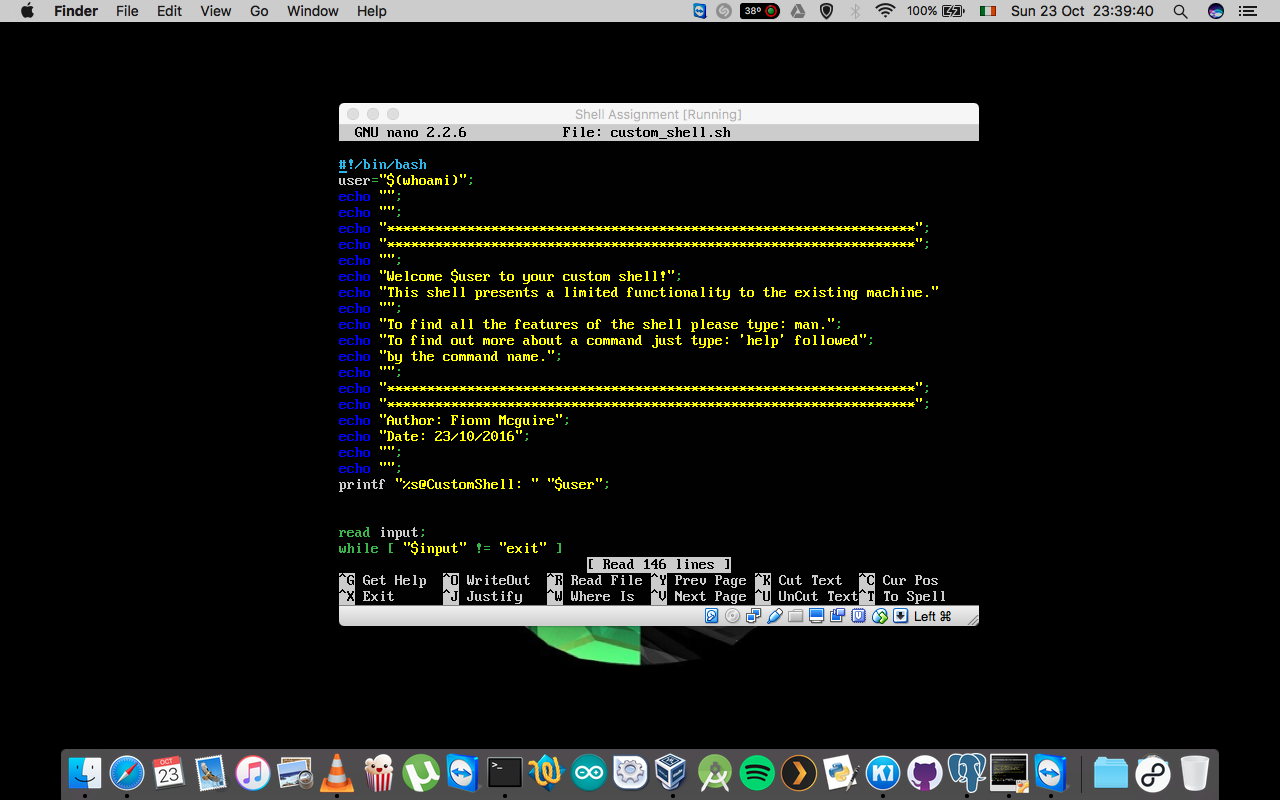 Finder File Edit View Go Window Help 38º 100% Sun 23 Oct 23:39:40
Shell Assignment [Running]
GNU nano 2.2.6 File: custom_shell.sh
#!/bin/bash
user="$(whoami)";
echo "";
echo "";
echo "******************************************************************";
echo "******************************************************************";
echo "";
echo "Welcome $user to your custom shell!";
echo "This shell presents a limited functionality to the existing machine."
echo "";
echo "To find all the features of the shell please type: man.";
echo "To find out more about a command just type: 'help' followed";
echo "by the command name.";
echo "";
echo "******************************************************************";
echo "******************************************************************";
echo "Author: Fionn Mcguire";
echo "Date: 23/10/2016";
echo "";
echo "";
printf "%s@CustomShell: " "$user";
read input;
while [ "$input" != "exit" ]
[ Read 146 lines ]
^G Get Help ^O WriteOut ^R Read File ^Y Prev Page ^K Cut Text ^C Cur Pos
^X Exit ^J Justify ^W Where Is ^V Next Page ^U UnCut Text ^T To Spell
Left ⌘
OCT
23
>_
K1